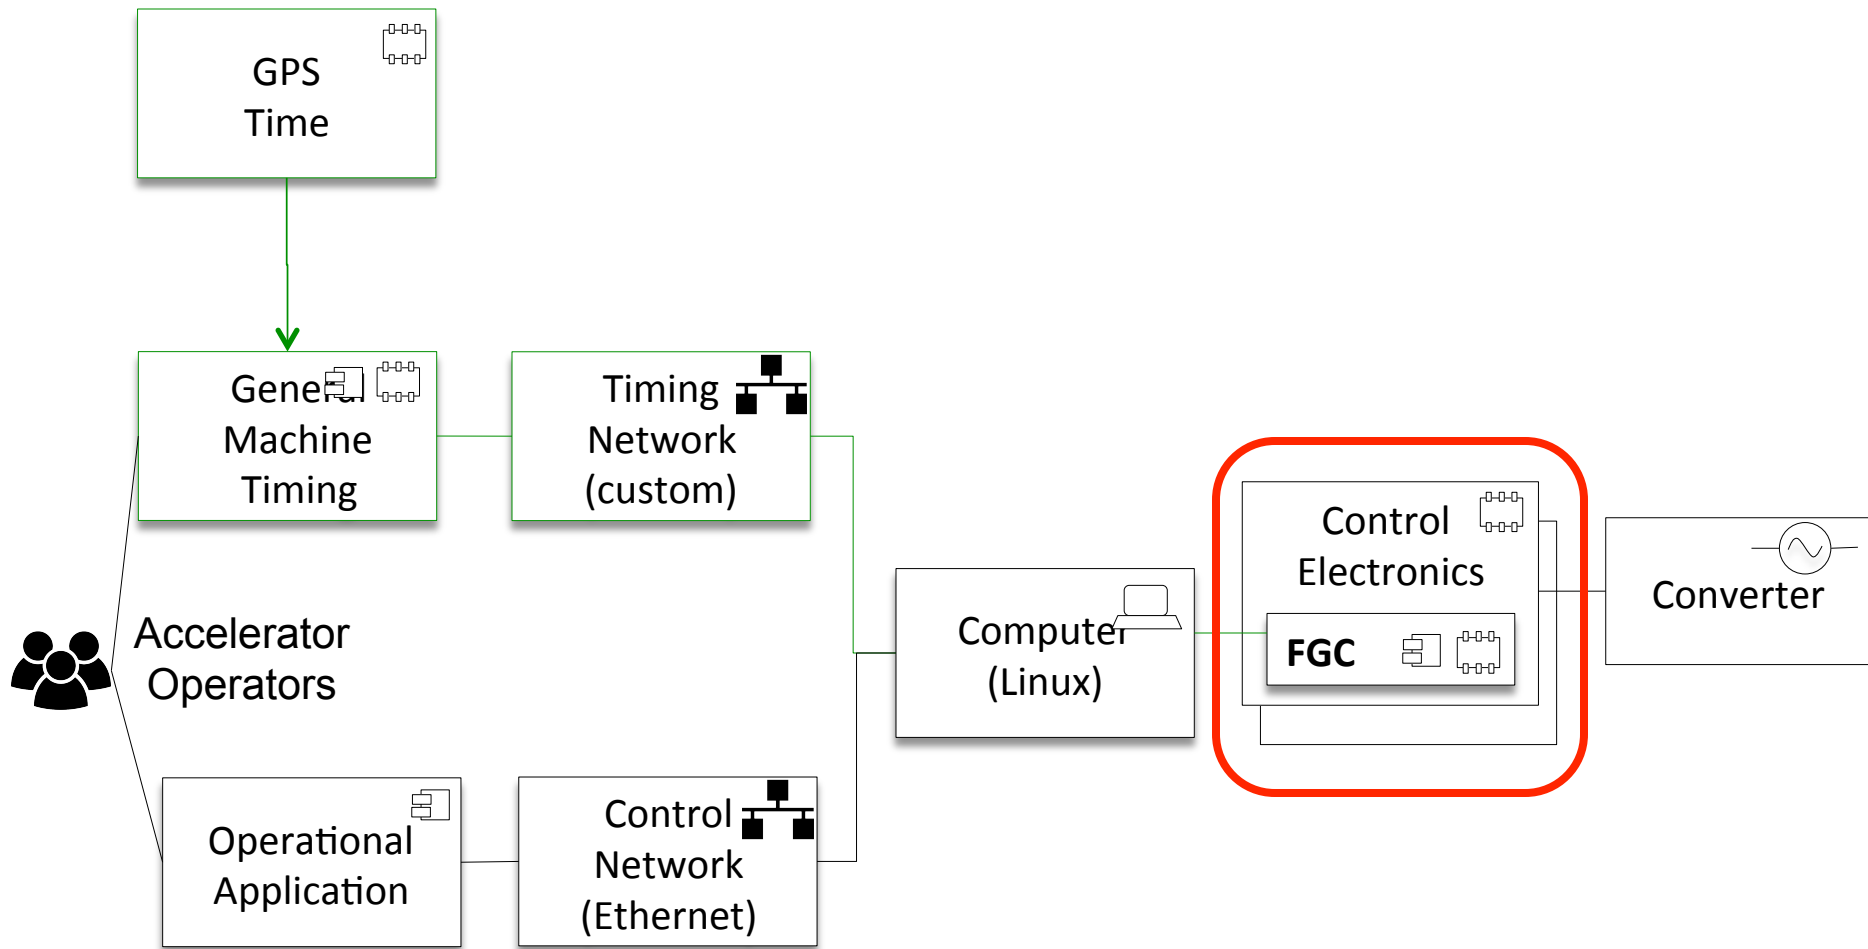 GPS
Time
General
Machine
Timing
Timing
Network
(custom)
Accelerator
Operators
Operational
Application
Control
Network
(Ethernet)
Computer
(Linux)
Control
Electronics
FGC
Converter